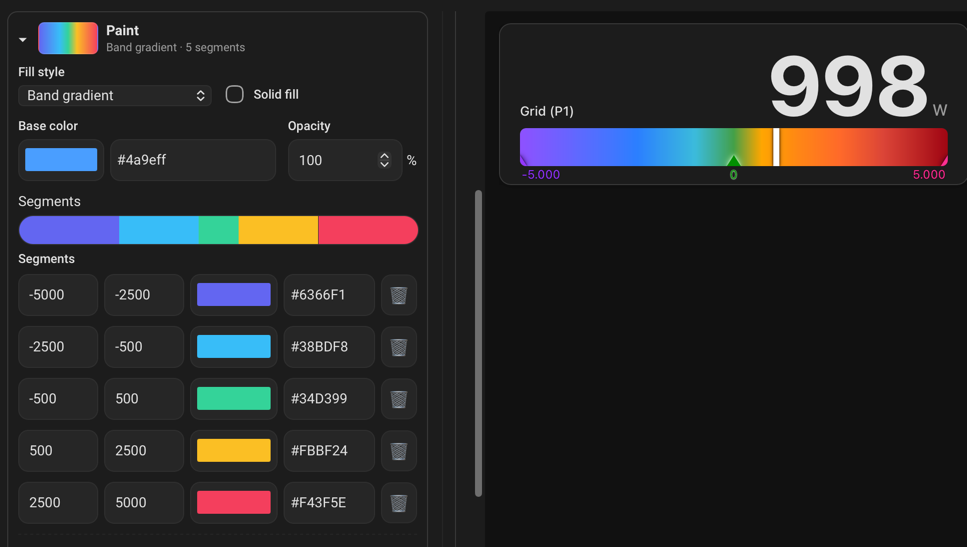 Paint
Band gradient · 5 segments
Fill style
Band gradient
Solid fill
Base color
Opacity
#4a9eff
100
%
Segments
Segments
-5000 -2500 #6366F1
-2500 -500 #38BDF8
-500 500 #34D399
500 2500 #FBBF24
2500 5000 #F43F5E
998 W
Grid (P1)
-5.000 0 5.000